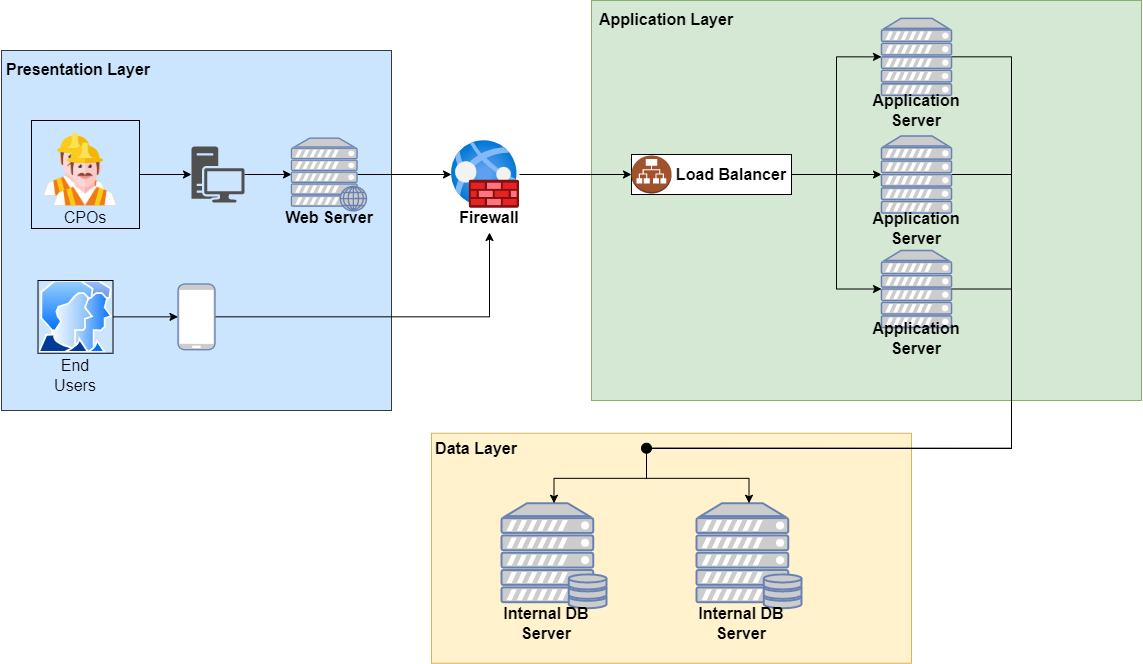 Application Layer
Presentation Layer
Application
Server
CPOs
Web Server
Firewall
Load Balancer
Application
Server
Application
Server
End
Users
Data Layer
Internal DB
Server
Internal DB
Server